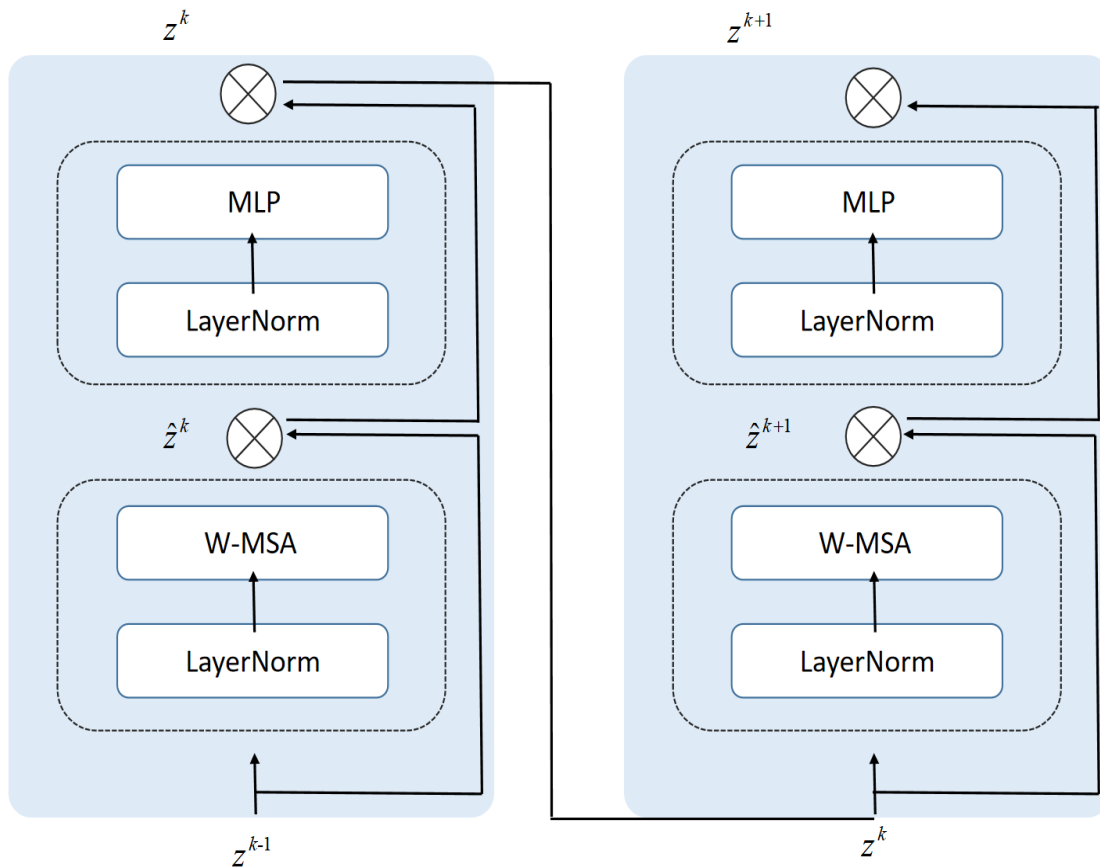 z^k
MLP
LayerNorm
ẑ^k
W-MSA
LayerNorm
z^{k-1}
z^{k+1}
MLP
LayerNorm
ẑ^{k+1}
W-MSA
LayerNorm
z^k